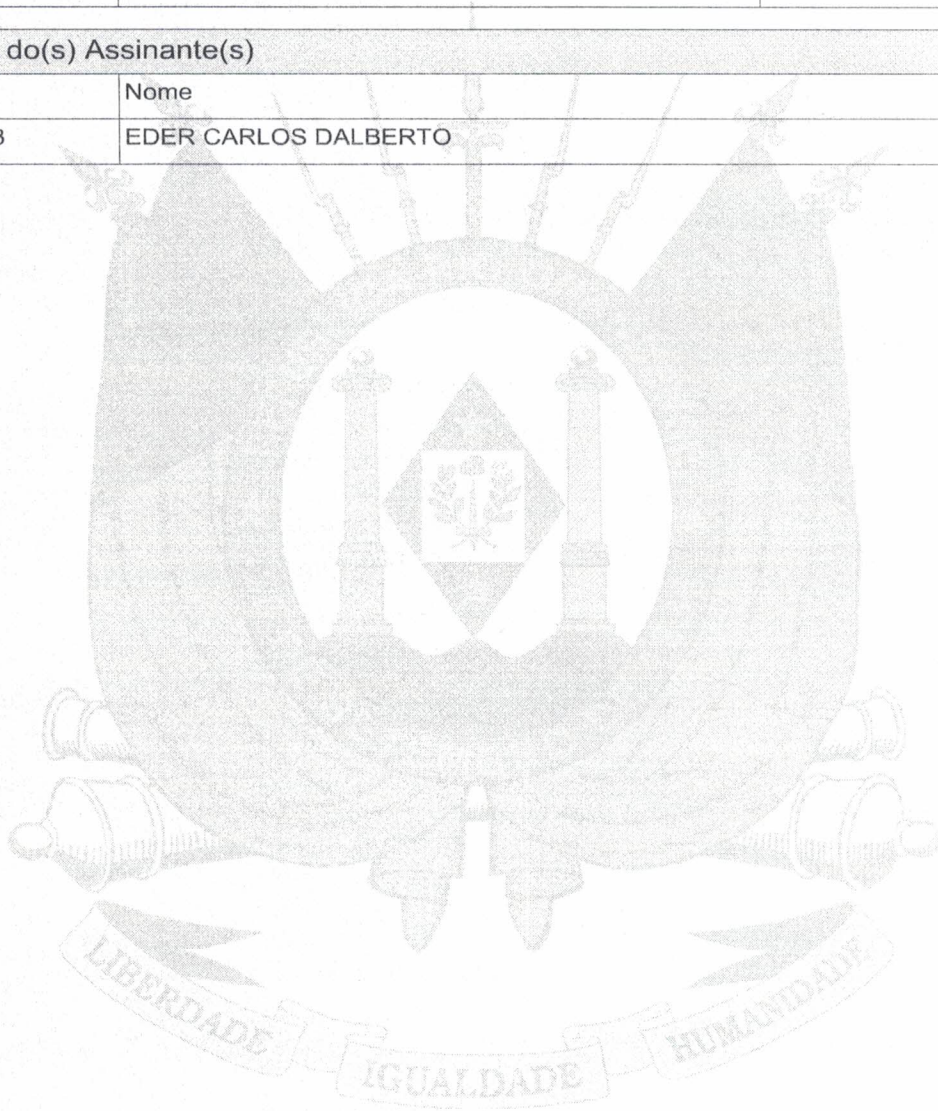 do(s) Assinante(s)
Nome
EDER CARLOS DALBERTO
LIBERDADE
IGUALDADE
HUMANIDADE